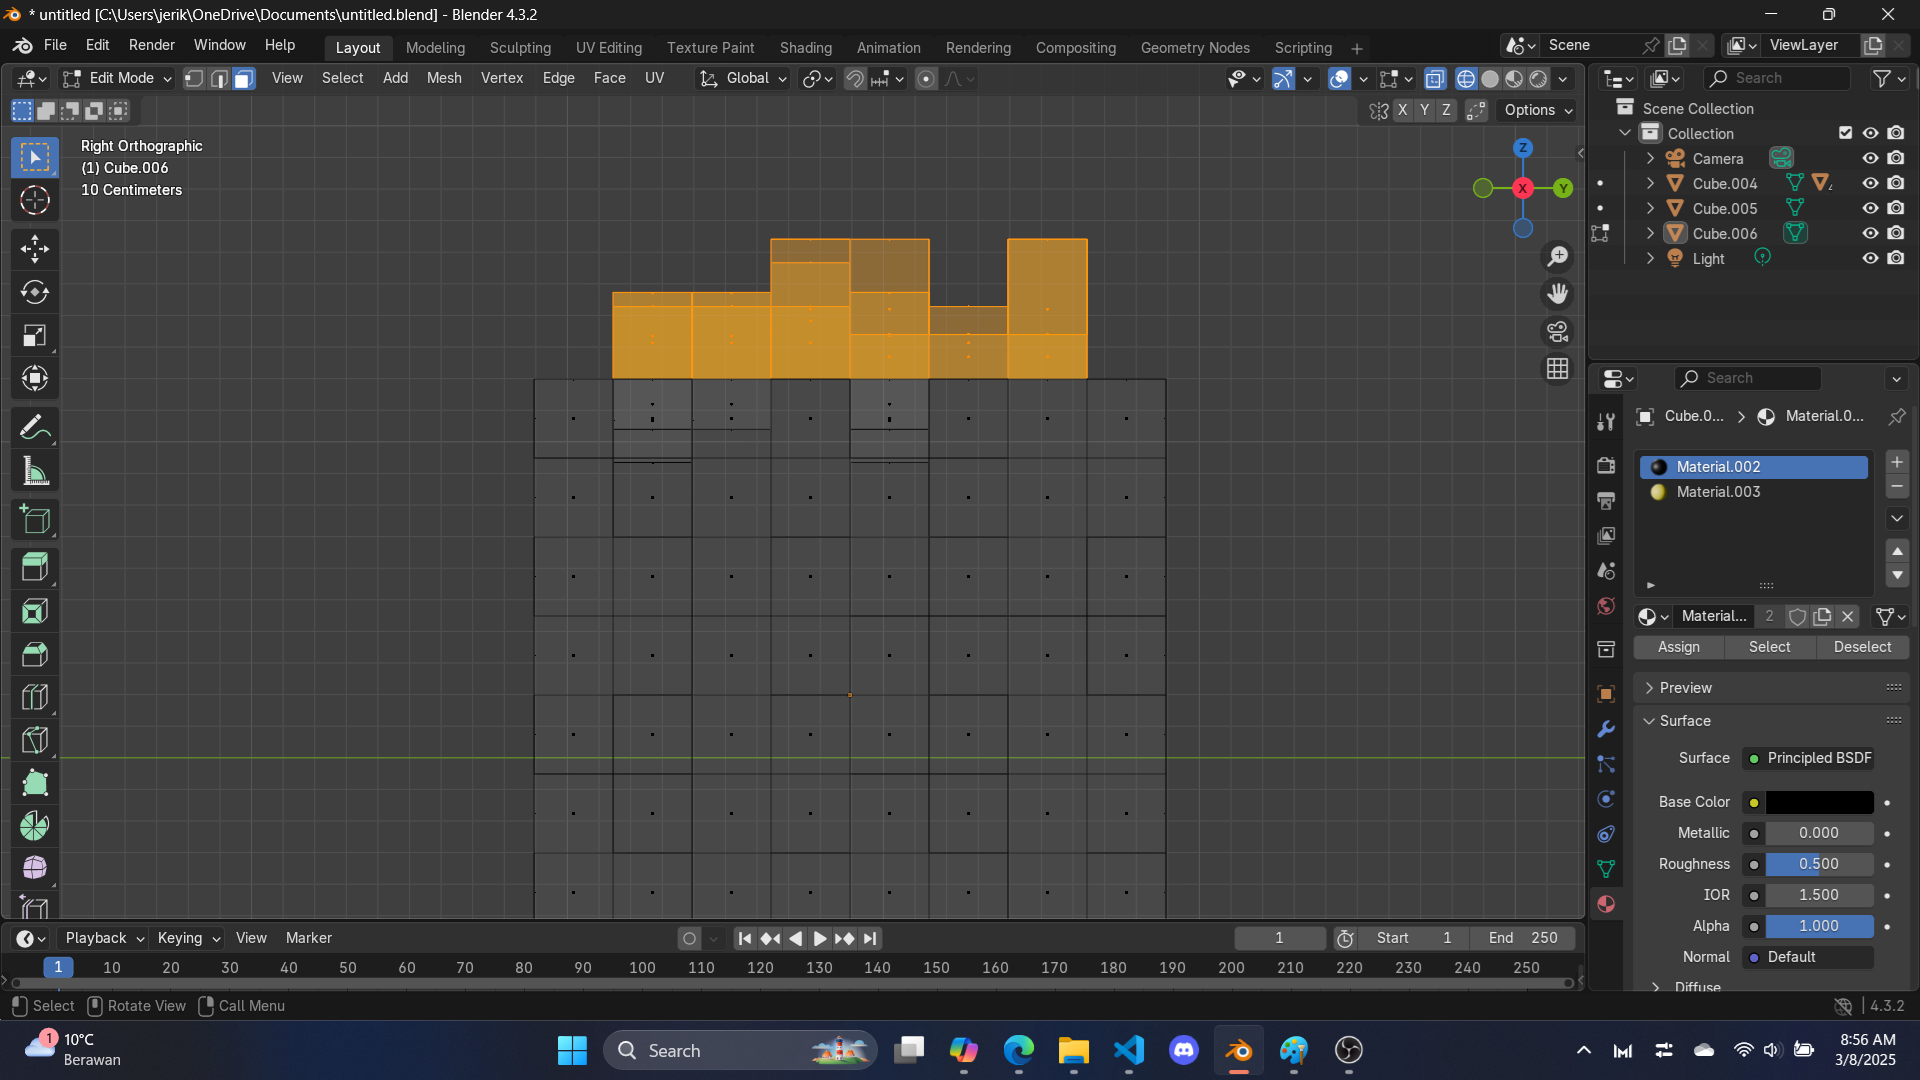 * untitled [C:\Users\jerik\OneDrive\Documents\untitled.blend] - Blender 4.3.2
File Edit Render Window Help Layout Modeling Sculpting UV Editing Texture Paint Shading Animation Rendering Compositing Geometry Nodes Scripting + Scene ViewLayer
Edit Mode View Select Add Mesh Vertex Edge Face UV Global Search
X Y Z Options
Right Orthographic
(1) Cube.006
10 Centimeters
Z
X
Y
Scene Collection
Collection
Camera
Cube.004
Cube.005
Cube.006
Light
Search
Cube.0... > Material.0...
Material.002
Material.003
Material... 2
Assign Select Deselect
Preview
Surface
Surface Principled BSDF
Base Color
Metallic 0.000
Roughness 0.500
IOR 1.500
Alpha 1.000
Normal Default
Diffuse
Playback Keying View Marker 1 Start 1 End 250
1 10 20 30 40 50 60 70 80 90 100 110 120 130 140 150 160 170 180 190 200 210 220 230 240 250
Select Rotate View Call Menu 4.3.2
1 10°C
Berawan
Search
8:56 AM
3/8/2025